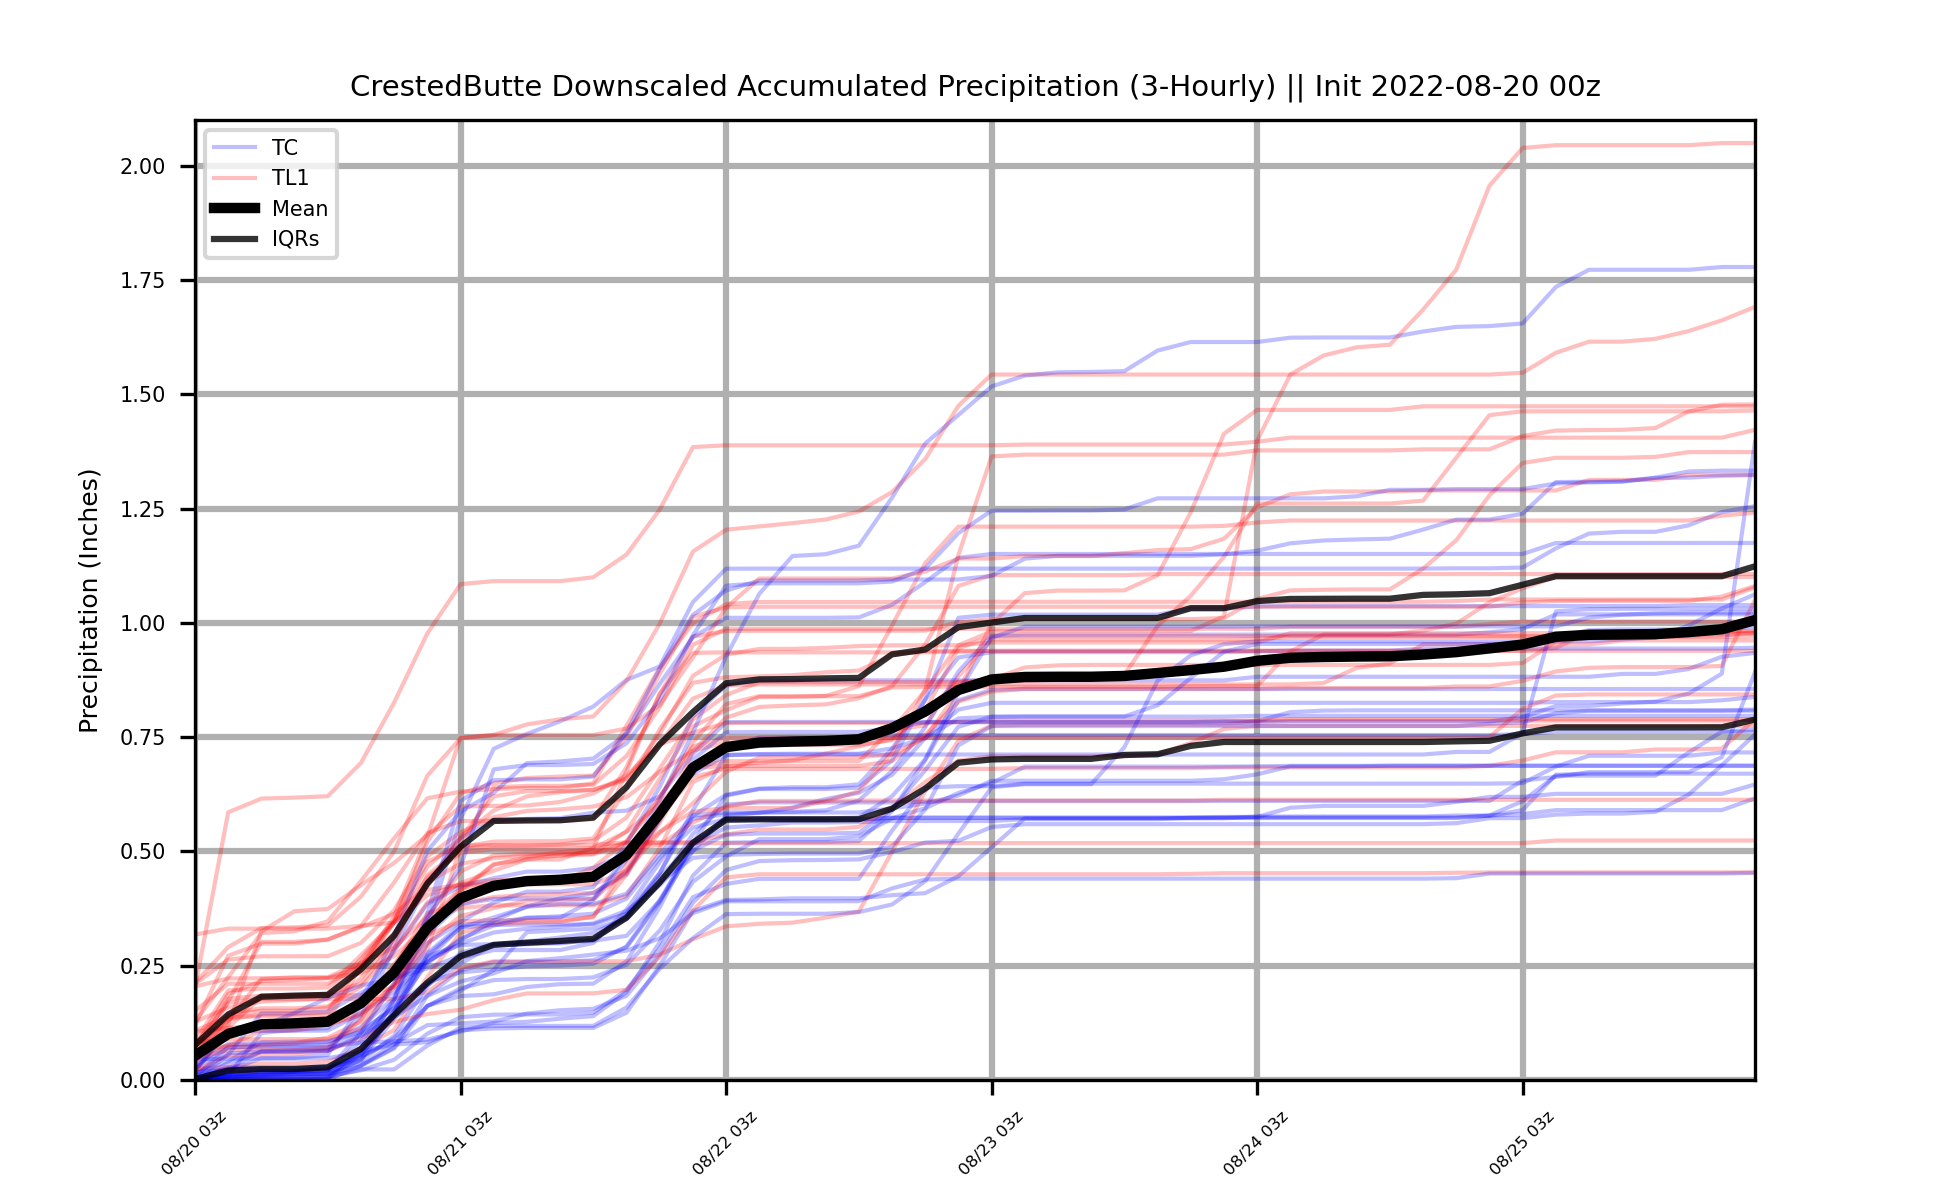 CrestedButte Downscaled Accumulated Precipitation (3-Hourly) || Init 2022-08-20 00z
TC
TL1
Mean
IQRs
Precipitation (Inches)
2.00
1.75
1.50
1.25
1.00
0.75
0.50
0.25
0.00
08/20 03z
08/21 03z
08/22 03z
08/23 03z
08/24 03z
08/25 03z